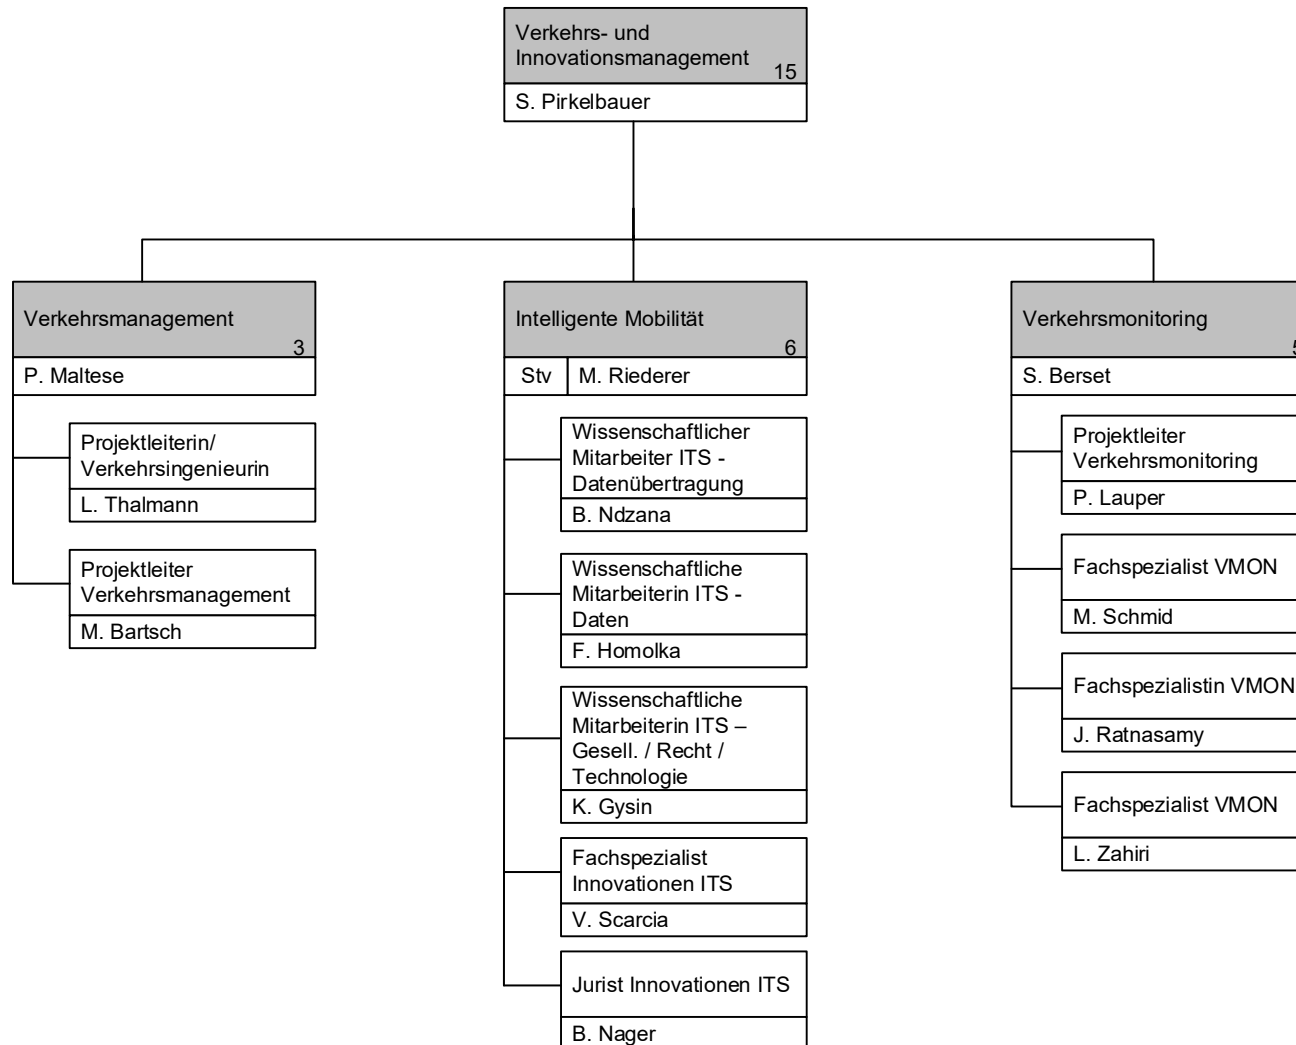 Verkehrs- und
Innovationsmanagement
15
S. Pirkelbauer
Verkehrsmanagement
3
P. Maltese
Projektleiterin/
Verkehrsingenieurin
L. Thalmann
Projektleiter
Verkehrsmanagement
M. Bartsch
Intelligente Mobilität
6
Stv
M. Riederer
Wissenschaftlicher
Mitarbeiter ITS -
Datenübertragung
B. Ndzana
Wissenschaftliche
Mitarbeiterin ITS -
Daten
F. Homolka
Wissenschaftliche
Mitarbeiterin ITS –
Gesell. / Recht /
Technologie
K. Gysin
Fachspezialist
Innovationen ITS
V. Scarcia
Jurist Innovationen ITS
B. Nager
Verkehrsmonitoring
5
S. Berset
Projektleiter
Verkehrsmonitoring
P. Lauper
Fachspezialist VMON
M. Schmid
Fachspezialistin VMON
J. Ratnasamy
Fachspezialist VMON
L. Zahiri